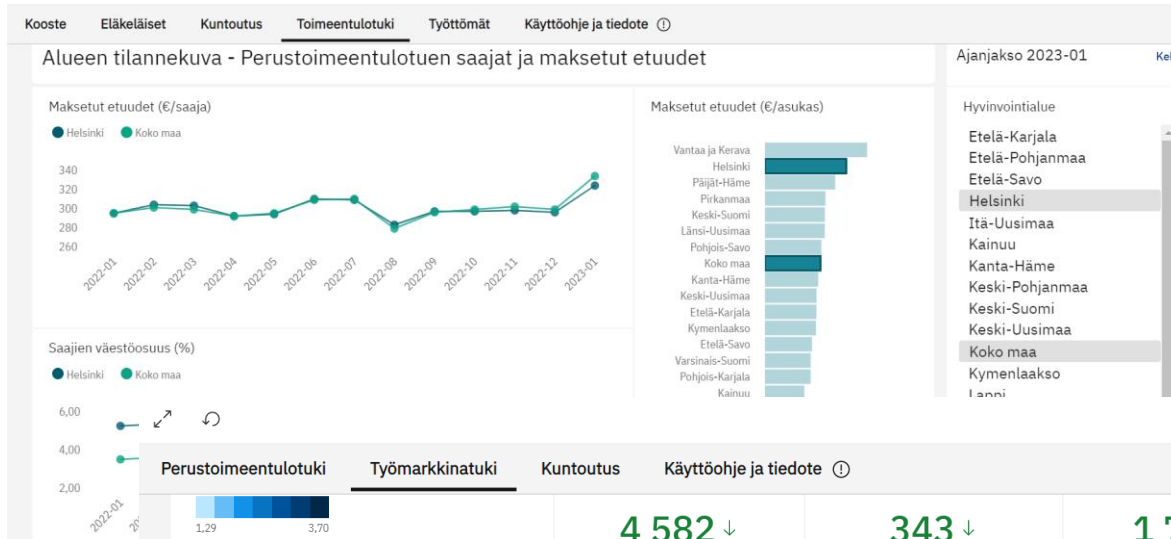 Kooste Eläkeläiset Kuntoutus Toimeentulotuki Työttömät Käyttöohje ja tiedote
Alueen tilannekuva - Perustoimeentulotuen saajat ja maksetut etuudet
Ajanjakso 2023-01
Maksetut etuudet (€/saaja)
Helsinki Koko maa
340
320
300
280
260
2022-01 2022-02 2022-03 2022-04 2022-05 2022-06 2022-07 2022-08 2022-09 2022-10 2022-11 2022-12 2023-01
Saajien väestöosuus (%)
Helsinki Koko maa
6,00
4,00
2,00
2022-01
Maksetut etuudet (€/asukas)
Vantaa ja Kerava
Helsinki
Päijät-Häme
Pirkanmaa
Keski-Suomi
Länsi-Uusimaa
Pohjois-Savo
Koko maa
Kanta-Häme
Keski-Uusimaa
Etelä-Karjala
Kymenlaakso
Etelä-Savo
Varsinais-Suomi
Pohjois-Karjala
Kainuu
Hyvinvointialue
Etelä-Karjala
Etelä-Pohjanmaa
Etelä-Savo
Helsinki
Itä-Uusimaa
Kainuu
Kanta-Häme
Keski-Pohjanmaa
Keski-Suomi
Keski-Uusimaa
Koko maa
Kymenlaakso
Lappi
Perustoimeentulotuki Työmarkkinatuki Kuntoutus Käyttöohje ja tiedote
1,29 3,70
4 582 ↓ 343 ↓